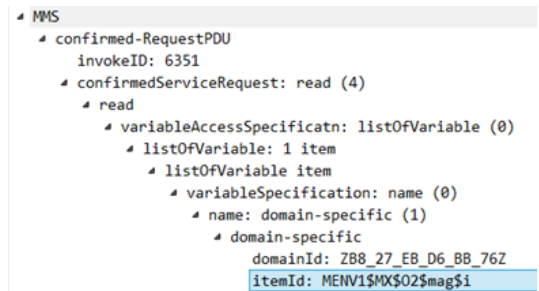 MMS
confirmed-RequestPDU
invokeID: 6351
confirmedServiceRequest: read (4)
read
variableAccessSpecificatn: listOfVariable (0)
listOfVariable: 1 item
listOfVariable item
variableSpecification: name (0)
name: domain-specific (1)
domain-specific
domainId: ZB8_27_EB_D6_BB_76Z
itemId: MENV1$MX$O2$mag$i